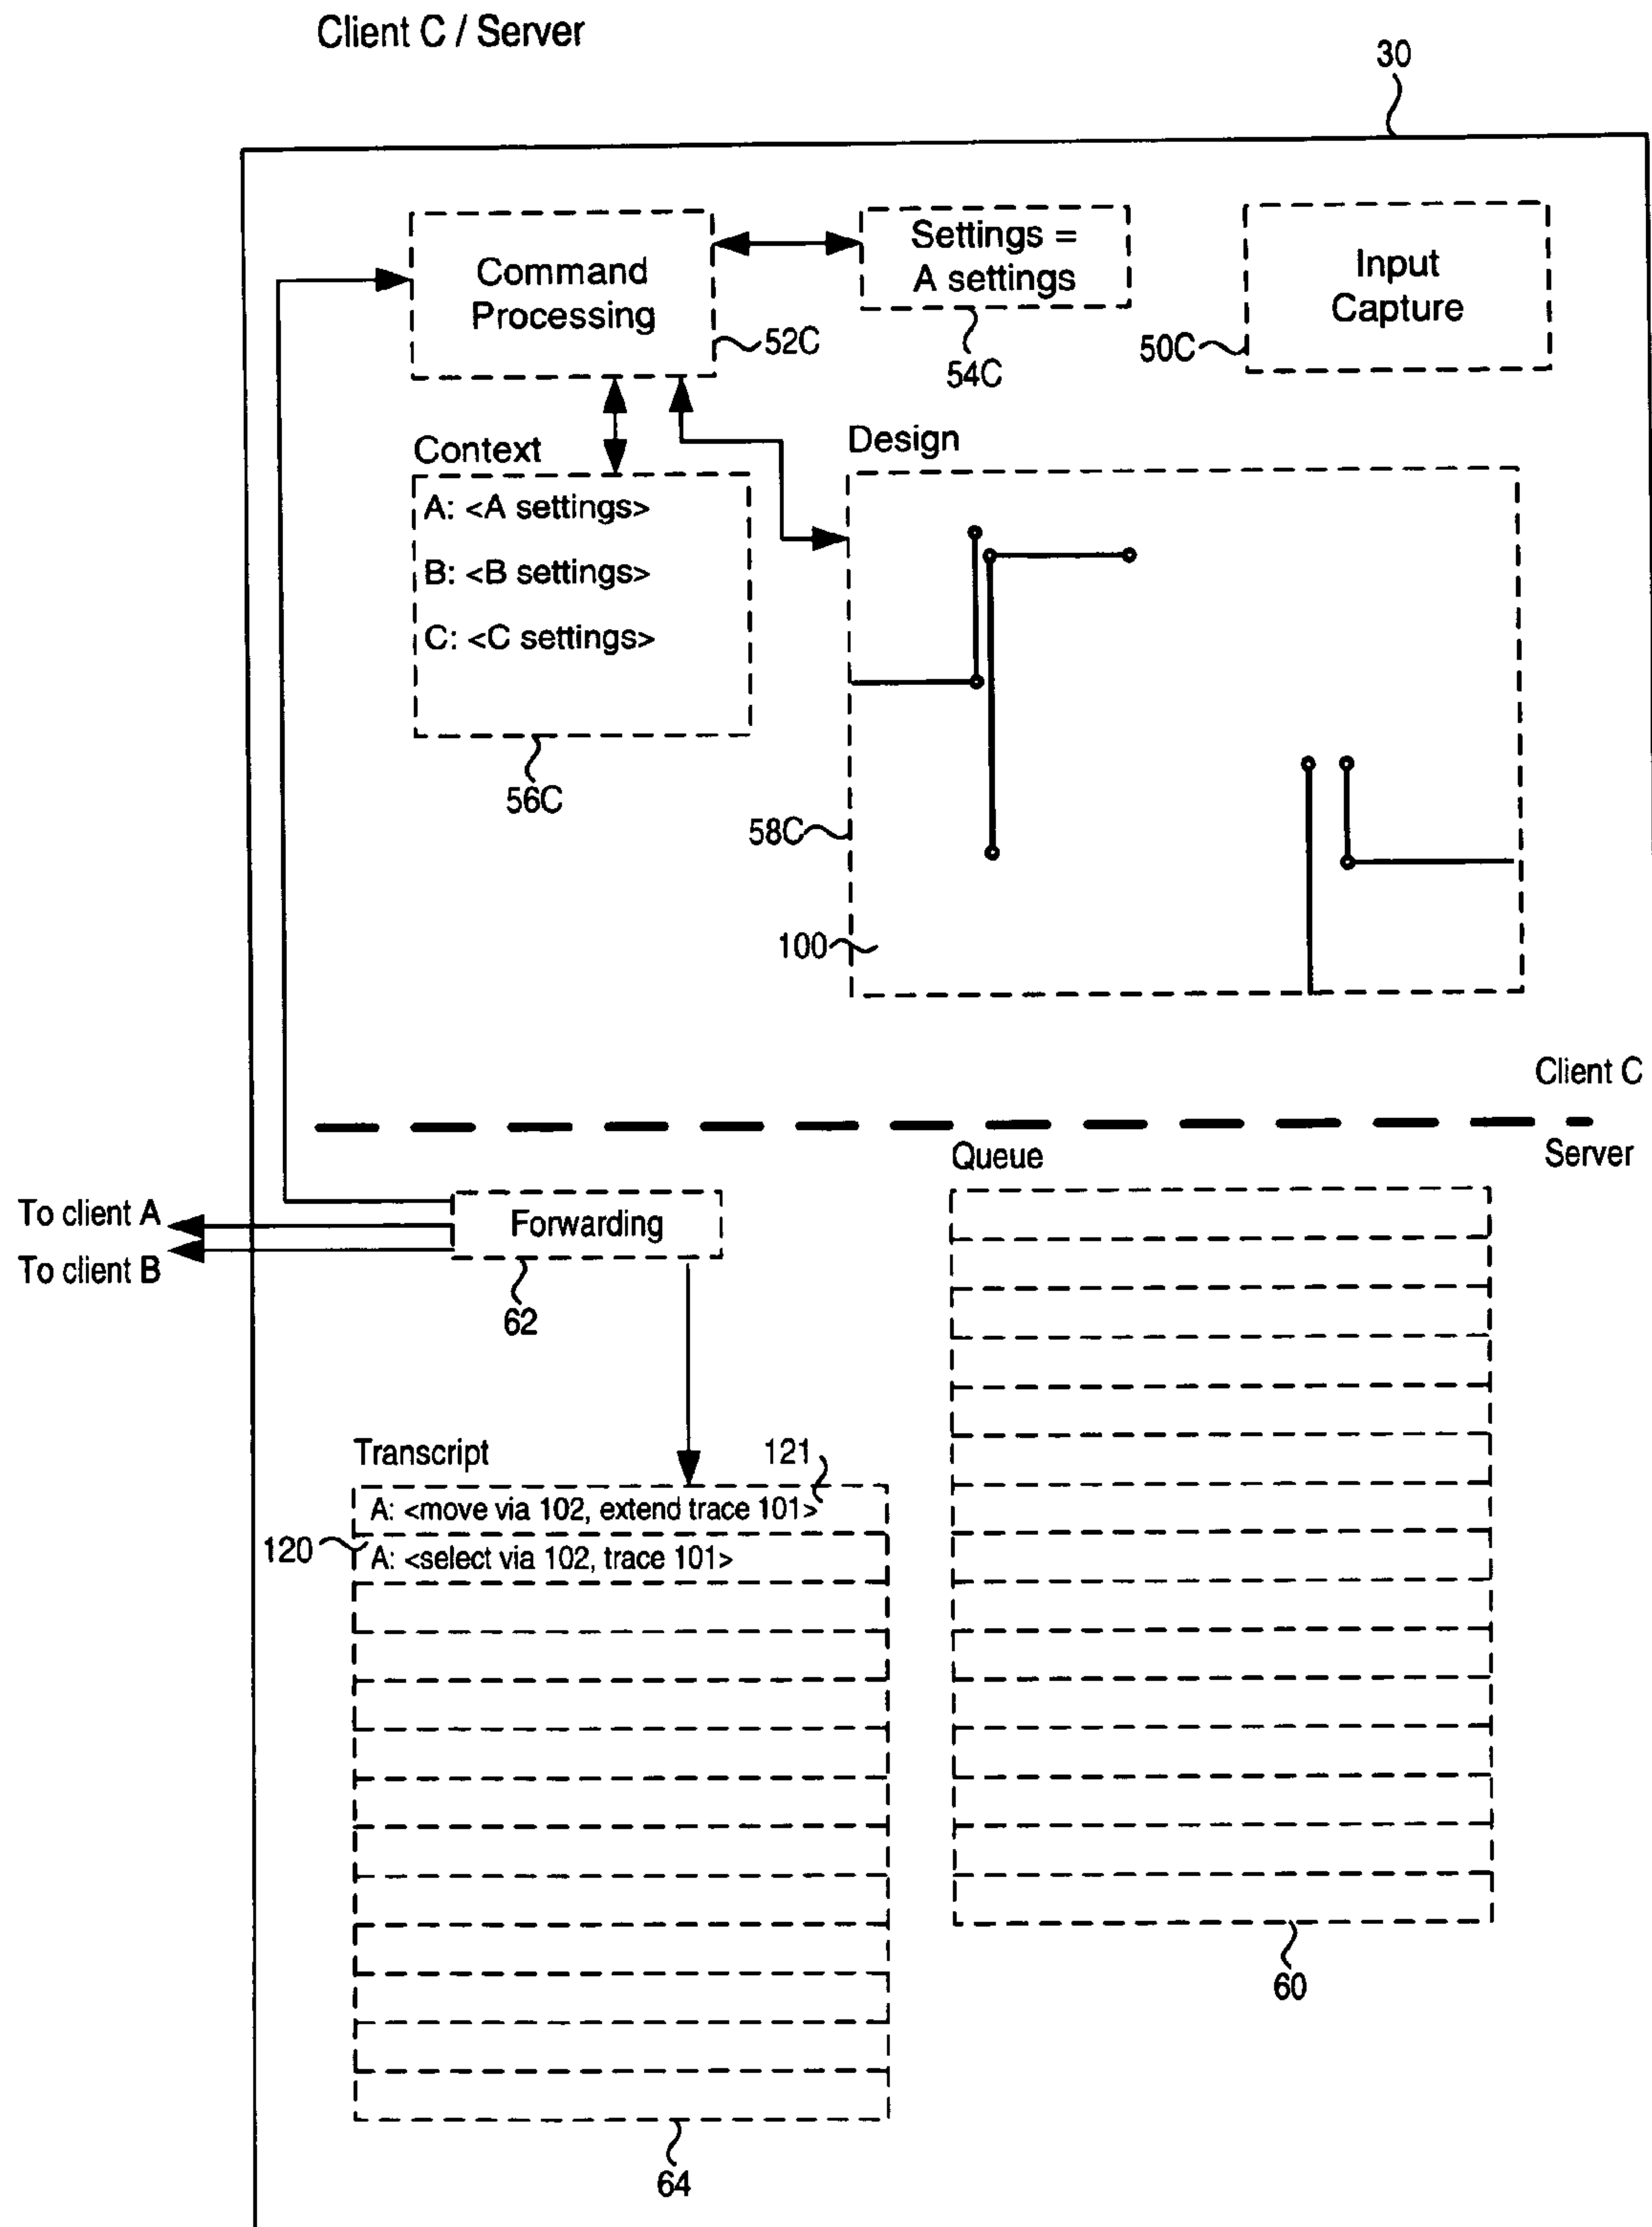 Client C / Server
30
Command
Processing
52C
Settings =
A settings
54C
Input
Capture
50C
Context
A: <A settings>
B: <B settings>
C: <C settings>
56C
Design
58C
100
Client C
Server
Queue
To client A
To client B
Forwarding
62
Transcript
121
A: <move via 102, extend trace 101>
120
A: <select via 102, trace 101>
60
64